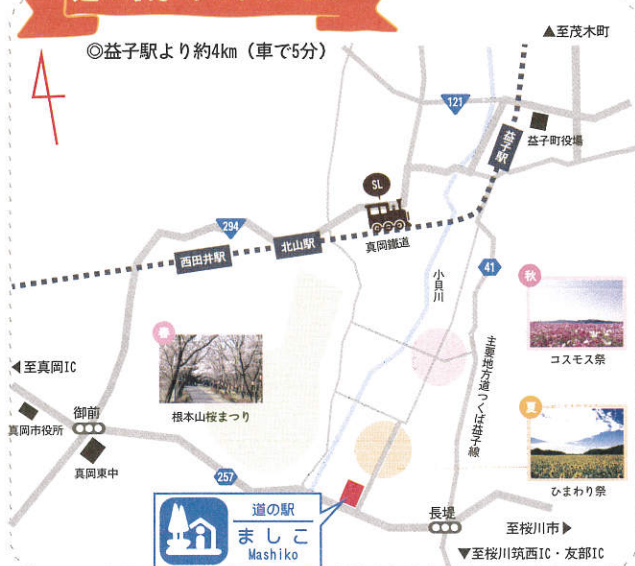 ◎益子駅より約4km（車で5分）
▲至茂木町
121
益子駅
益子町役場
SL
真岡鐵道
294
北山駅
西田井駅
41
小貝川
秋
コスモス祭
春
根本山桜まつり
主要地方道つくば益子線
◀至真岡IC
夏
ひまわり祭
御前
真岡市役所
真岡東中
257
道の駅
ましこ
Mashiko
長堤
至桜川市▶
▼至桜川筑西IC・友部IC